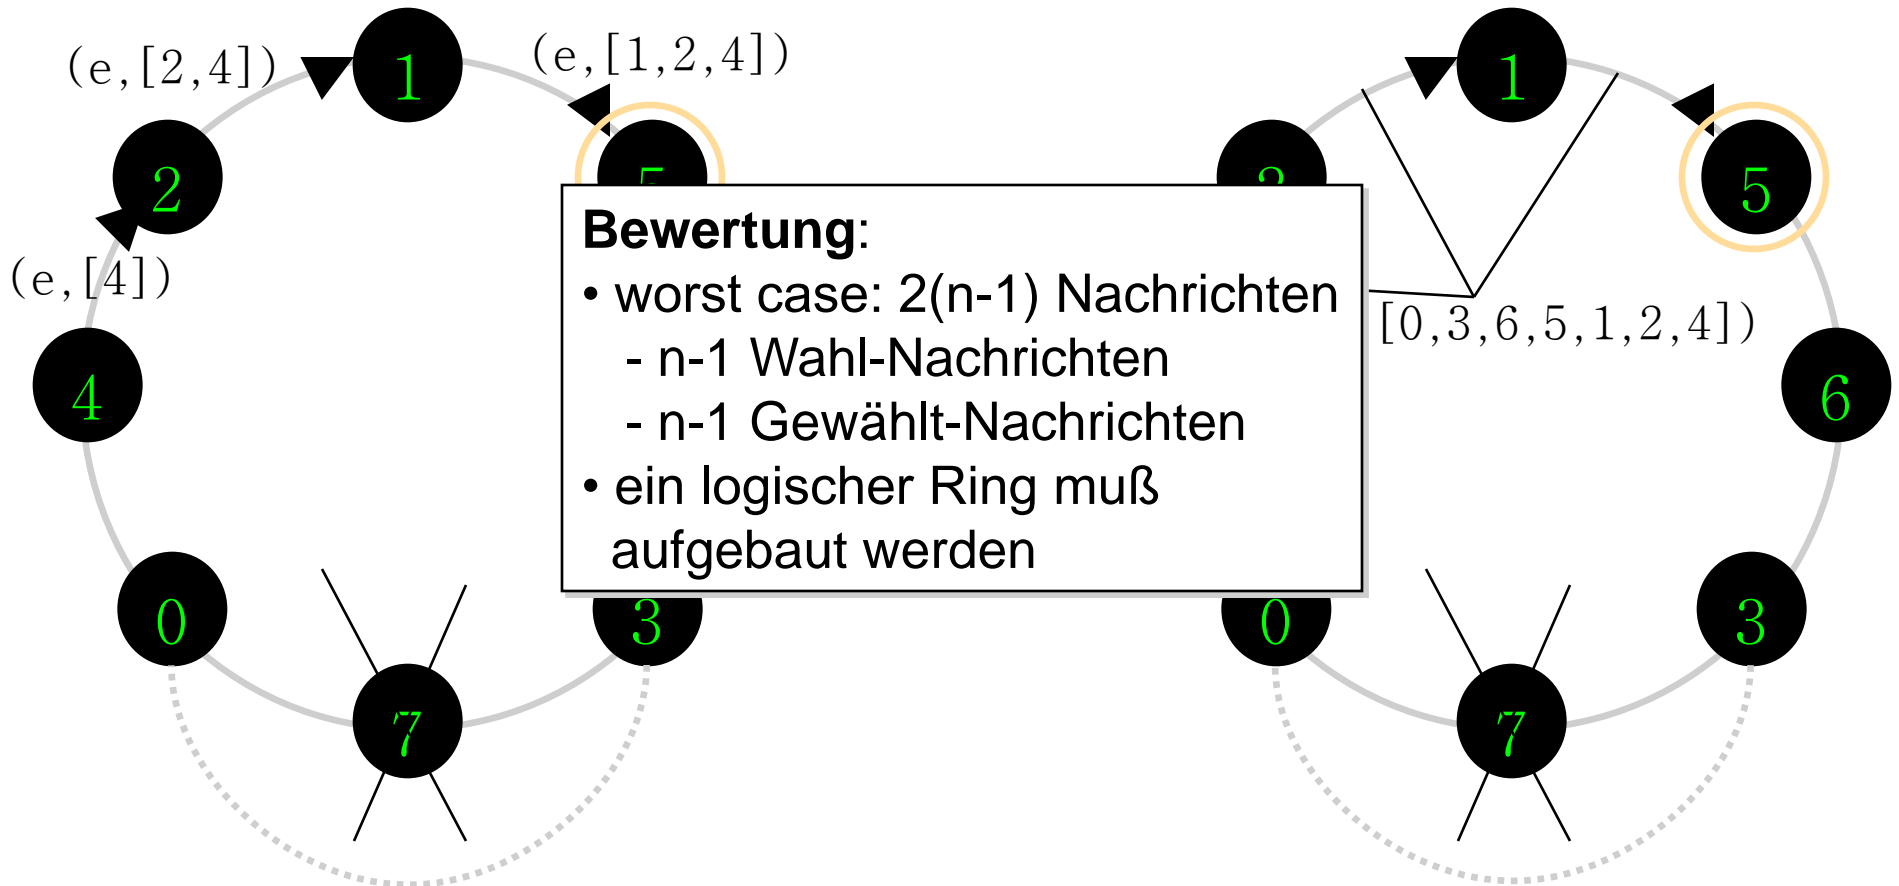 (e,[2,4])
1
(e,[1,2,4])
2
5
(e,[4])
4
0
3
7
1
5
[0,3,6,5,1,2,4])
6
0
3
7
Bewertung:
• worst case: 2(n-1) Nachrichten
- n-1 Wahl-Nachrichten
- n-1 Gewählt-Nachrichten
• ein logischer Ring muß
aufgebaut werden